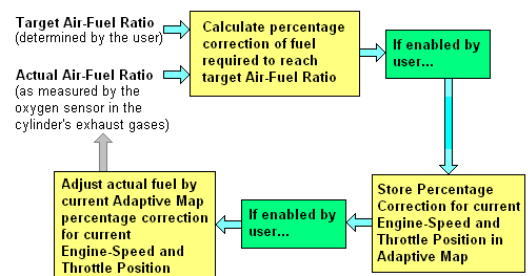 Target Air-Fuel Ratio
(determined by the user)
Actual Air-Fuel Ratio
(as measured by the
oxygen sensor in the
cylinder's exhaust gases)
Calculate percentage
correction of fuel
required to reach
target Air-Fuel Ratio
If enabled by
user...
Store Percentage
Correction for current
Engine-Speed and
Throttle Position in
Adaptive Map
If enabled by
user...
Adjust actual fuel by
current Adaptive Map
percentage correction
for current
Engine-Speed and
Throttle Position